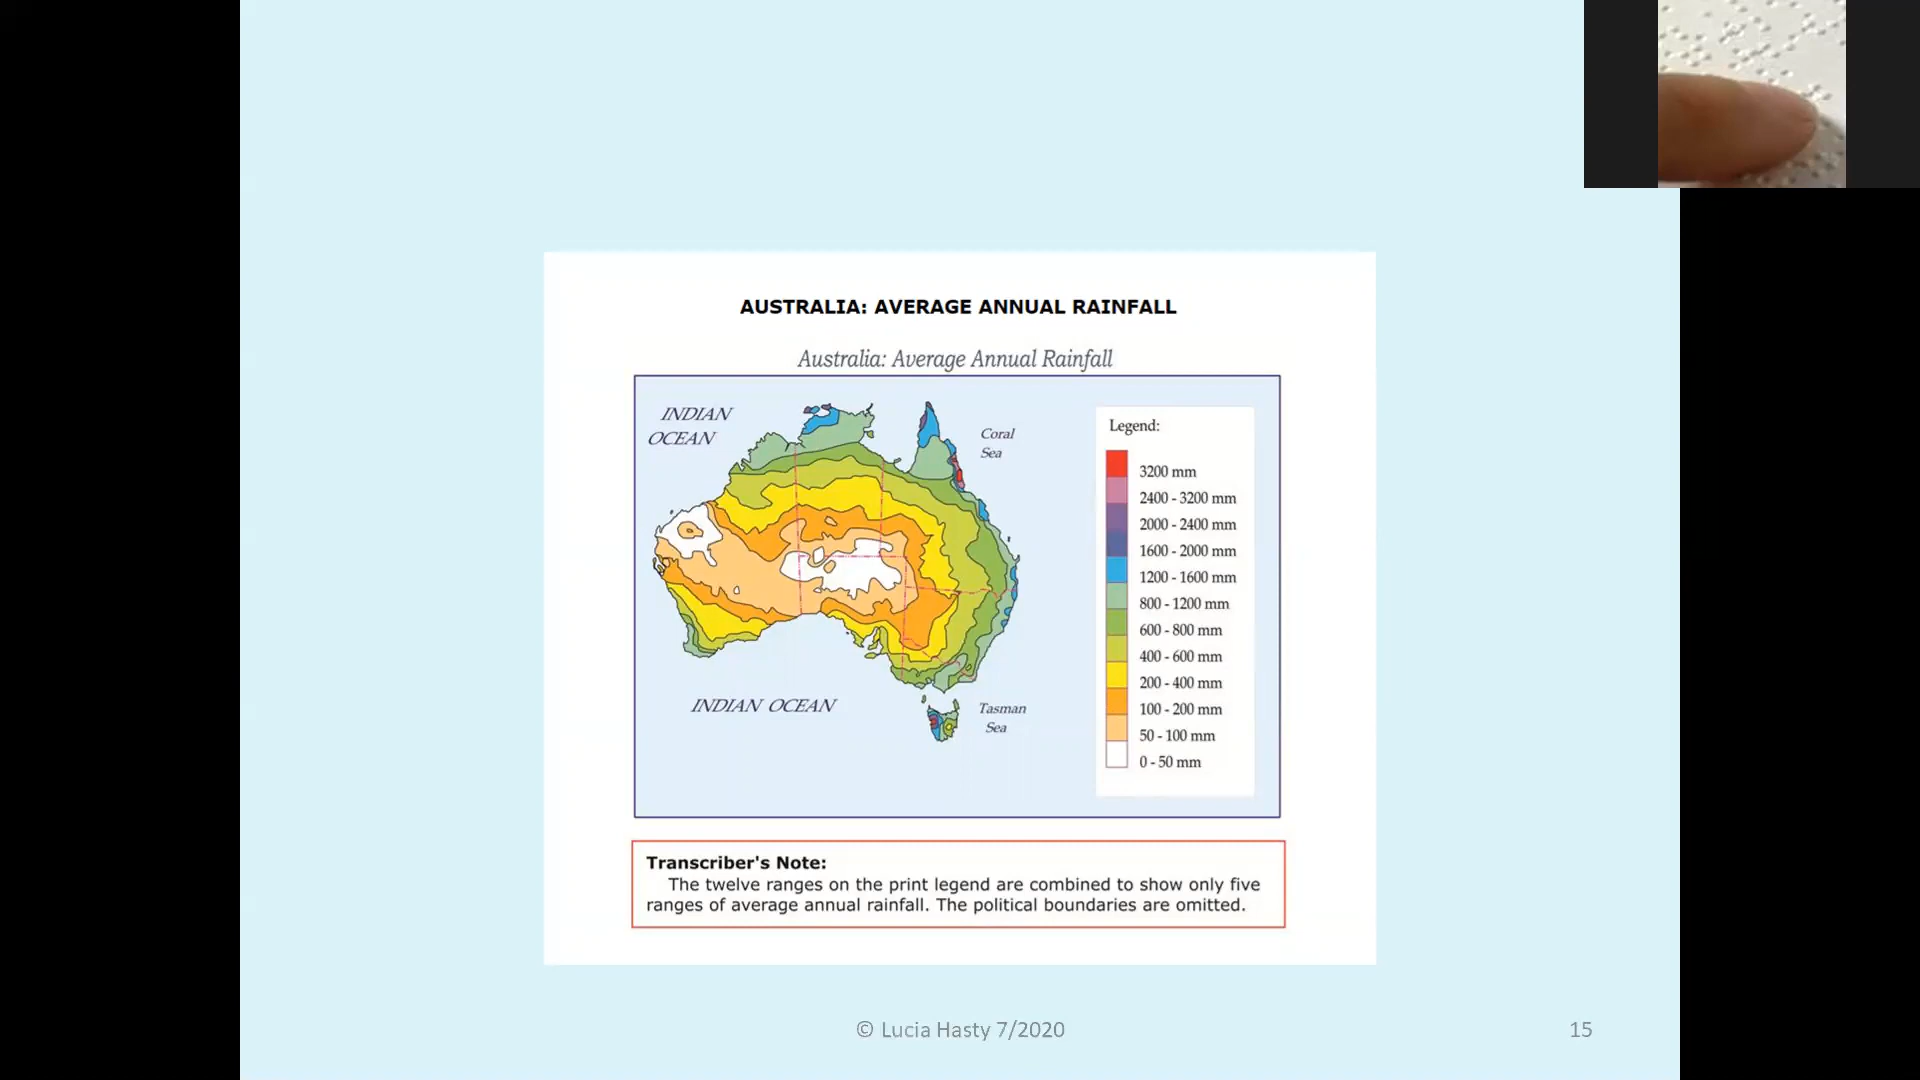 AUSTRALIA: AVERAGE ANNUAL RAINFALL
Australia: Average Annual Rainfall
INDIAN
OCEAN
Coral
Sea
INDIAN OCEAN
Tasman
Sea
Legend:
3200 mm
2400 - 3200 mm
2000 - 2400 mm
1600 - 2000 mm
1200 - 1600 mm
800 - 1200 mm
600 - 800 mm
400 - 600 mm
200 - 400 mm
100 - 200 mm
50 - 100 mm
0 - 50 mm
Transcriber's Note:
The twelve ranges on the print legend are combined to show only five
ranges of average annual rainfall. The political boundaries are omitted.
© Lucia Hasty 7/2020
15